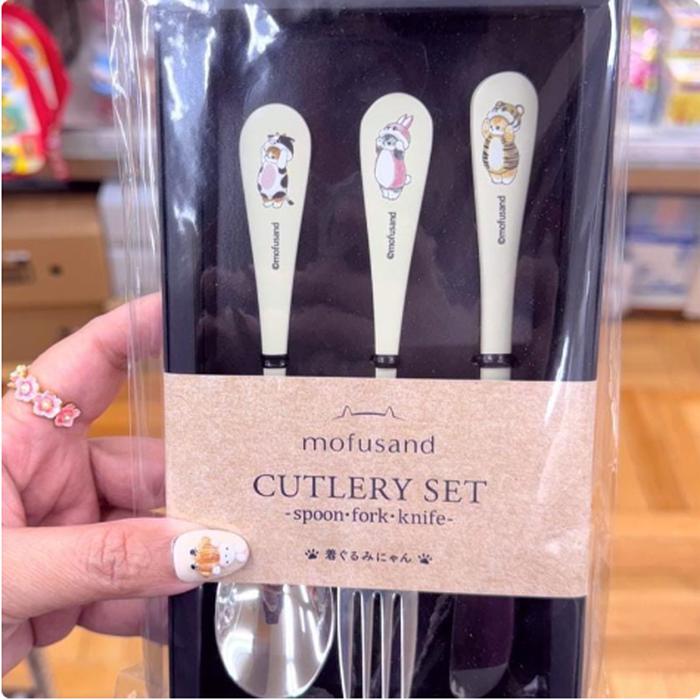 ©mofusand
©mofusand
©mofusand
mofusand
CUTLERY SET
-spoon・fork・knife-
着ぐるみにゃん